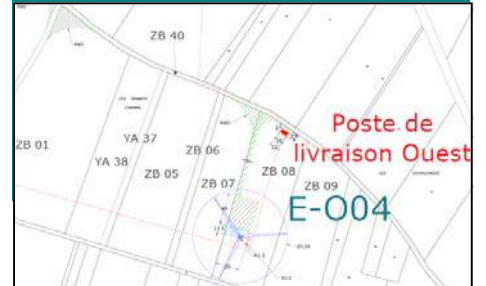 ZB 40
ZB 01
YA 37
YA 38
ZB 05
ZB 06
ZB 07
ZB 08
ZB 09
Poste de
livraison Ouest
E-O04